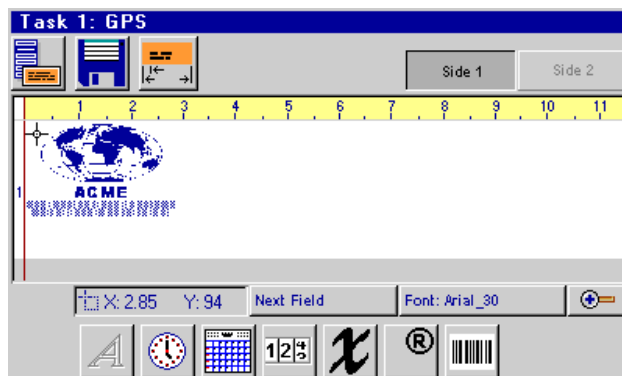 Task 1: GPS
Side 1 Side 2
1 2 3 4 5 6 7 8 9 10 11
1
ACME
X: 2.85 Y: 94 Next Field Font: Arial_30
A 12 x ®